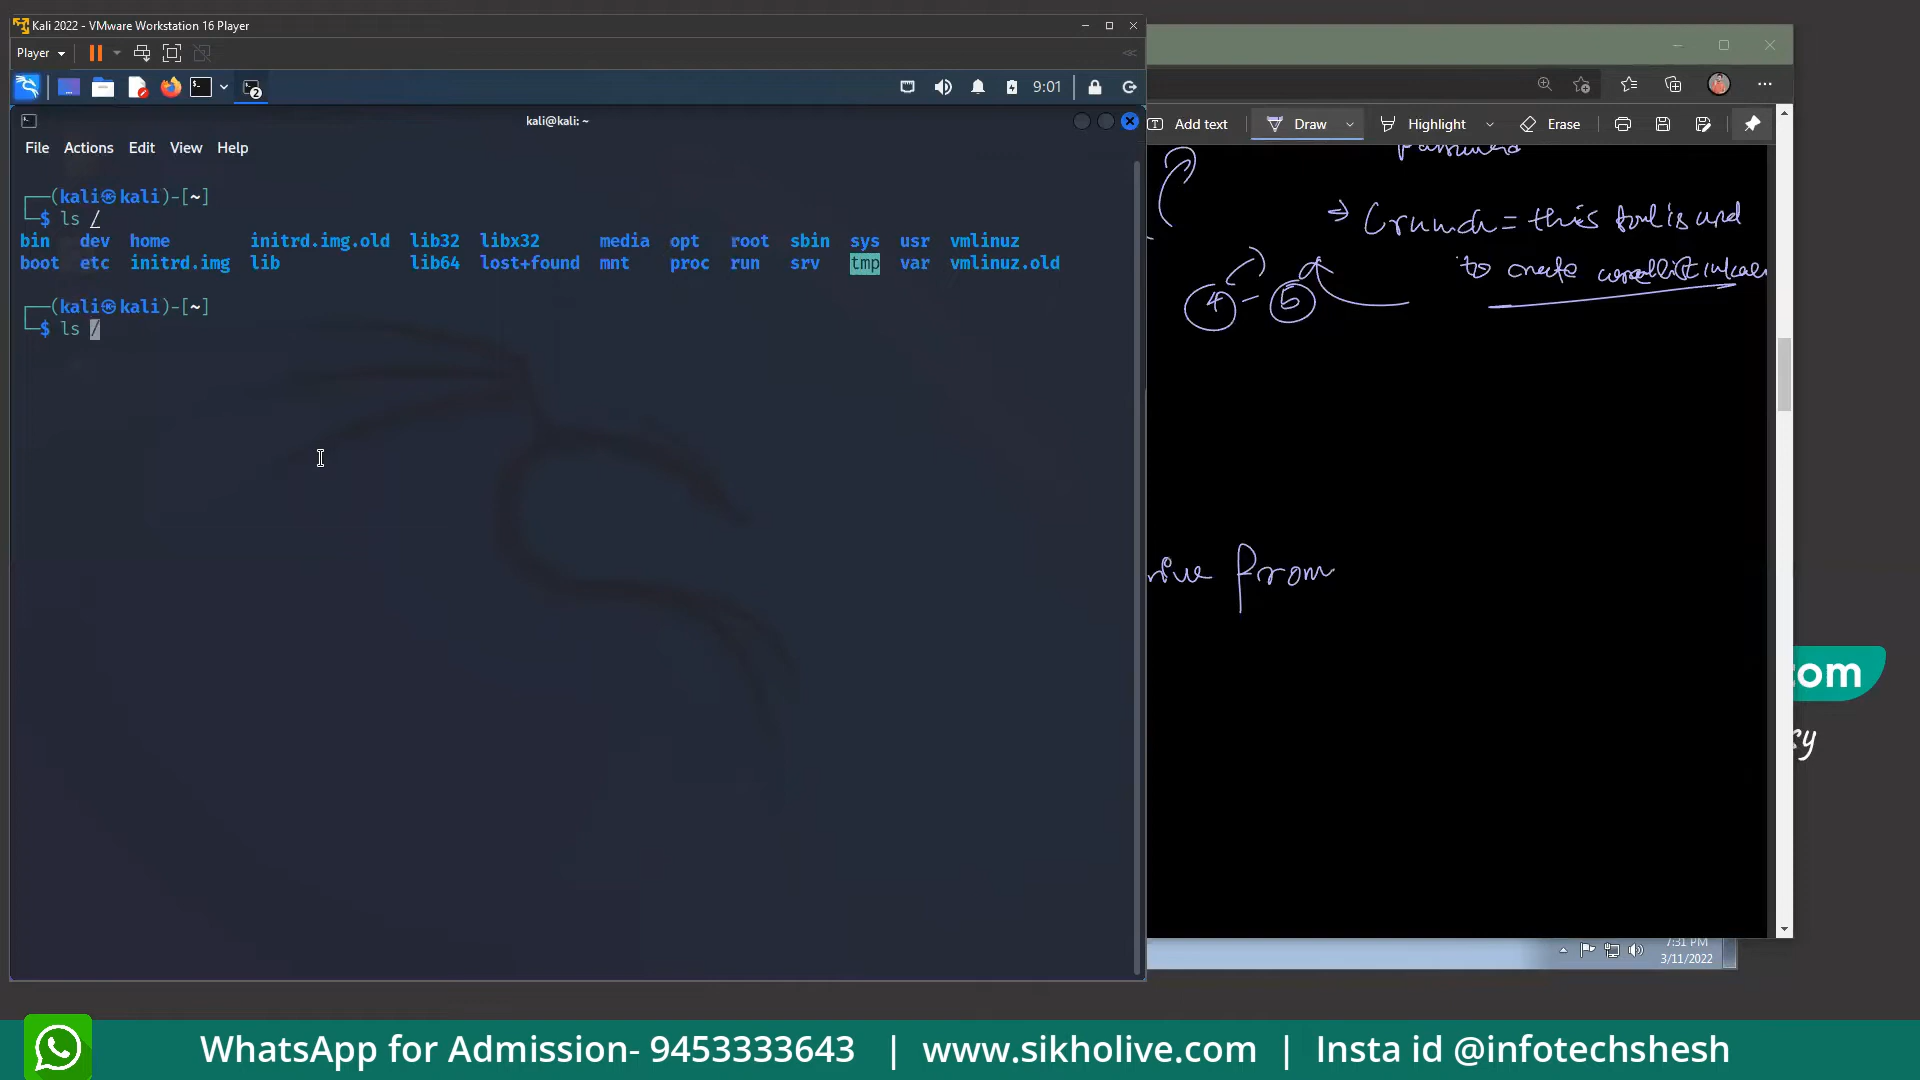 Kali 2022 - VMware Workstation 16 Player
Player
9:01
kali@kali: ~
File Actions Edit View Help
┌──(kali㉿kali)-[~]
└─$ ls /
bin dev home initrd.img.old lib32 libx32 media opt root sbin sys usr vmlinuz
boot etc initrd.img lib lib64 lost+found mnt proc run srv tmp var vmlinuz.old
┌──(kali㉿kali)-[~]
└─$ ls /
Add text Draw Highlight Erase
→ Crunch = this tool is used
to create
4 - 5
from
com
7:31 PM
3/11/2022
WhatsApp for Admission- 9453333643 | www.sikholive.com | Insta id @infotechshesh